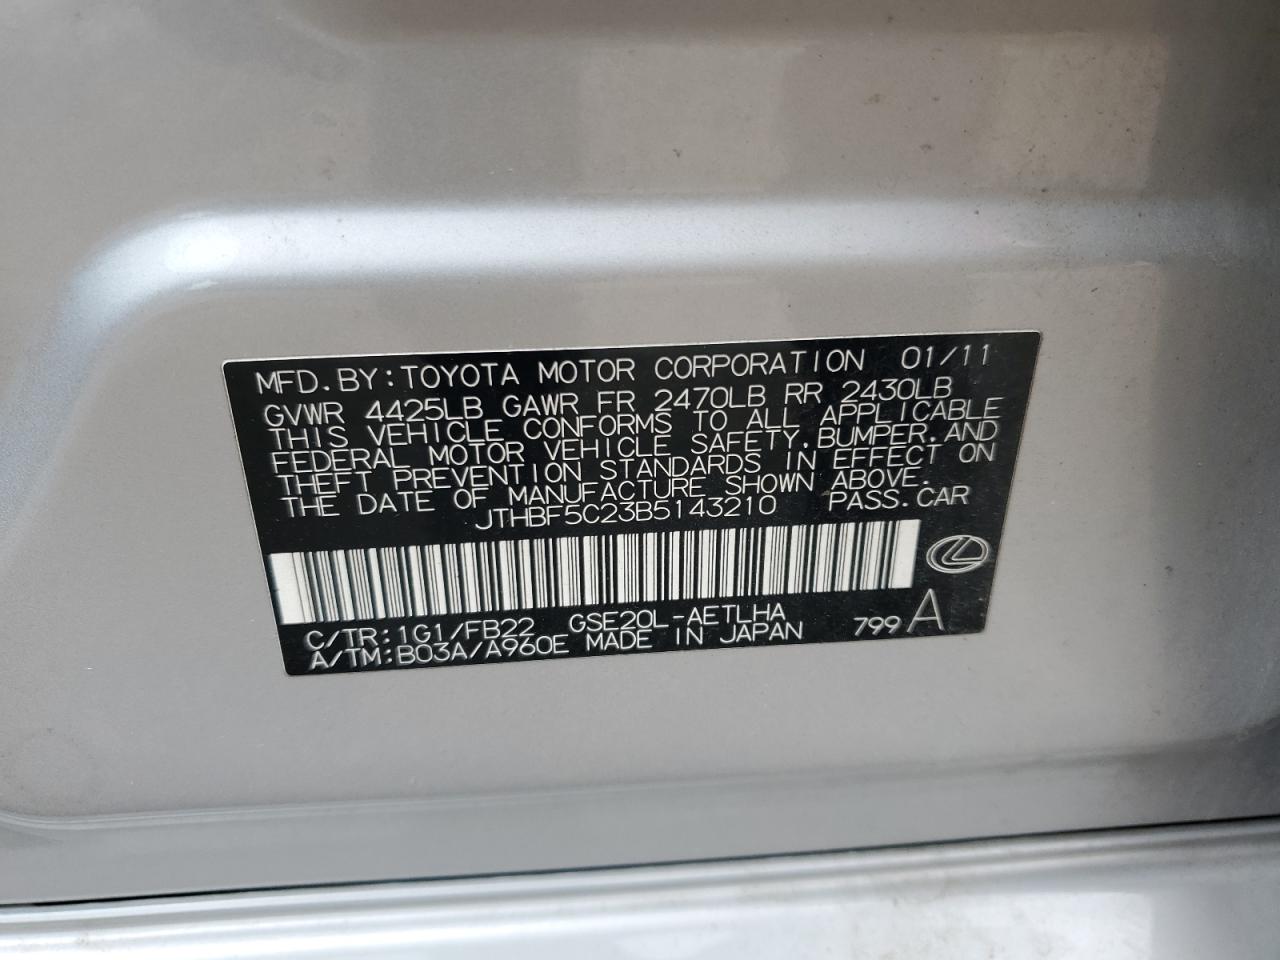 MFD. BY: TOYOTA MOTOR CORPORATION 01/11
GVWR 4425LB GAWR FR 2470LB RR 2430LB
THIS VEHICLE CONFORMS TO ALL APPLICABLE
FEDERAL MOTOR VEHICLE SAFETY, BUMPER, AND
THEFT PREVENTION STANDARDS IN EFFECT ON
THE DATE OF MANUFACTURE SHOWN ABOVE.
JTHBF5C23B5143210 PASS. CAR
C/TR: 1G1/FB22 GSE20L-AETLHA
A/TM: B03A/A960E MADE IN JAPAN 799 A